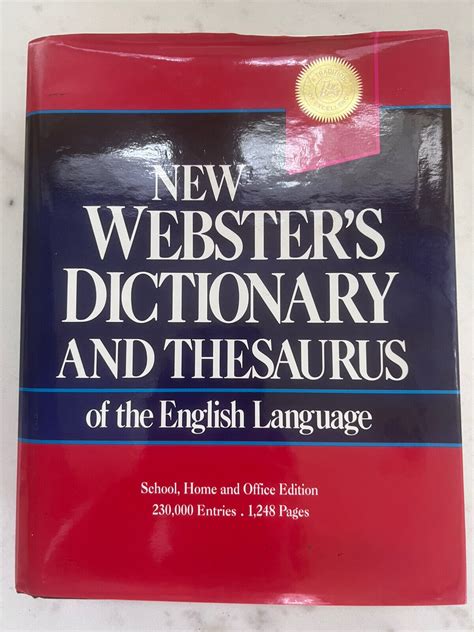 NEW
WEBSTER'S
DICTIONARY
AND THESAURUS
of the English Language
School, Home and Office Edition
230,000 Entries . 1,248 Pages